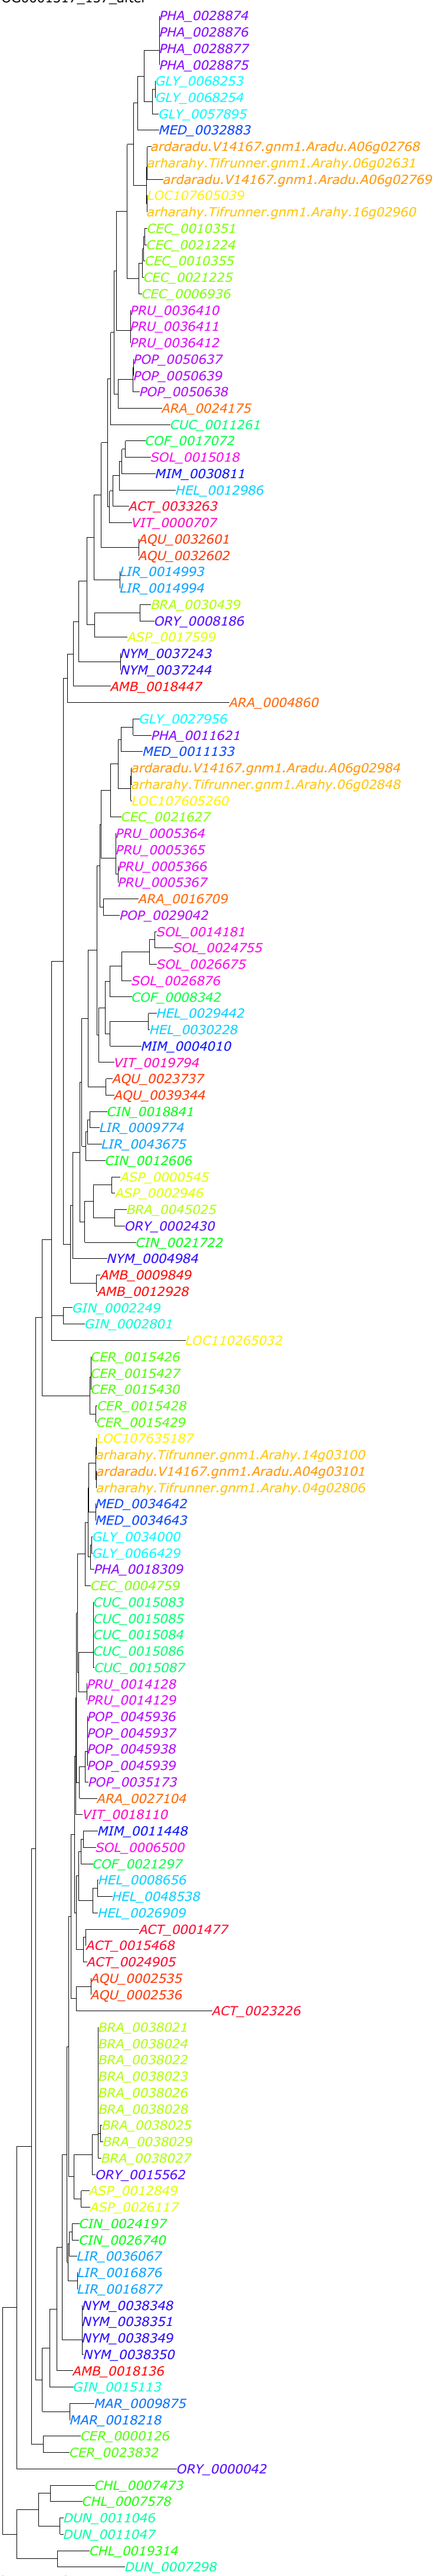 PHA_0028874
PHA_0028876
PHA_0028877
PHA_0028875
GLY_0068253
GLY_0068254
GLY_0057895
MED_0032883
ardaradu.V14167.gnm1.Aradu.A06g02768
arharahy.Tifrunner.gnm1.Arahy.06g02631
ardaradu.V14167.gnm1.Aradu.A06g02769
LOC107605039
arharahy.Tifrunner.gnm1.Arahy.16g02960
CEC_0010351
CEC_0021224
CEC_0010355
CEC_0021225
CEC_0006936
PRU_0036410
PRU_0036411
PRU_0036412
POP_0050637
POP_0050639
POP_0050638
ARA_0024175
CUC_0011261
COF_0017072
SOL_0015018
MIM_0030811
HEL_0012986
ACT_0033263
VIT_0000707
AQU_0032601
AQU_0032602
LIR_0014993
LIR_0014994
BRA_0030439
ORY_0008186
ASP_0017599
NYM_0037243
NYM_0037244
AMB_0018447
ARA_0004860
GLY_0027956
PHA_0011621
MED_0011133
ardaradu.V14167.gnm1.Aradu.A06g02984
arharahy.Tifrunner.gnm1.Arahy.06g02848
LOC107605260
CEC_0021627
PRU_0005364
PRU_0005365
PRU_0005366
PRU_0005367
ARA_0016709
POP_0029042
SOL_0014181
SOL_0024755
SOL_0026675
SOL_0026876
COF_0008342
HEL_0029442
HEL_0030228
MIM_0004010
VIT_0019794
AQU_0023737
AQU_0039344
CIN_0018841
LIR_0009774
LIR_0043675
CIN_0012606
ASP_0000545
ASP_0002946
BRA_0045025
ORY_0002430
CIN_0021722
NYM_0004984
AMB_0009849
AMB_0012928
GIN_0002249
GIN_0002801
LOC110265032
CER_0015426
CER_0015427
CER_0015430
CER_0015428
CER_0015429
LOC107635187
arharahy.Tifrunner.gnm1.Arahy.14g03100
ardaradu.V14167.gnm1.Aradu.A04g03101
arharahy.Tifrunner.gnm1.Arahy.04g02806
MED_0034642
MED_0034643
GLY_0034000
GLY_0066429
PHA_0018309
CEC_0004759
CUC_0015083
CUC_0015085
CUC_0015084
CUC_0015086
CUC_0015087
PRU_0014128
PRU_0014129
POP_0045936
POP_0045937
POP_0045938
POP_0045939
POP_0035173
ARA_0027104
VIT_0018110
MIM_0011448
SOL_0006500
COF_0021297
HEL_0008656
HEL_0048538
HEL_0026909
ACT_0001477
ACT_0015468
ACT_0024905
AQU_0002535
AQU_0002536
ACT_0023226
BRA_0038021
BRA_0038024
BRA_0038022
BRA_0038023
BRA_0038026
BRA_0038028
BRA_0038025
BRA_0038029
BRA_0038027
ORY_0015562
ASP_0012849
ASP_0026117
CIN_0024197
CIN_0026740
LIR_0036067
LIR_0016876
LIR_0016877
NYM_0038348
NYM_0038351
NYM_0038349
NYM_0038350
AMB_0018136
GIN_0015113
MAR_0009875
MAR_0018218
CER_0000126
CER_0023832
ORY_0000042
CHL_0007473
CHL_0007578
DUN_0011046
DUN_0011047
CHL_0019314
DUN_0007298